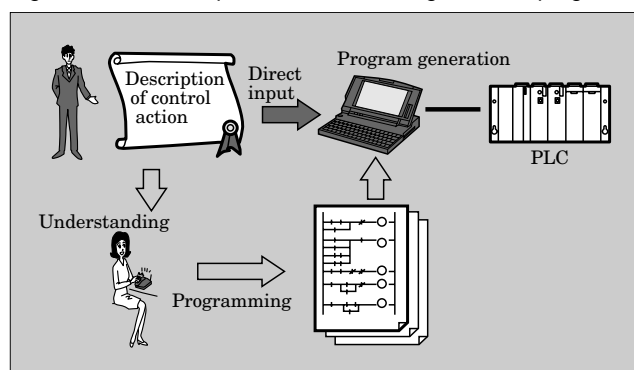 Program generation
Description
of control
action
Direct
input
PLC
Understanding
Programming